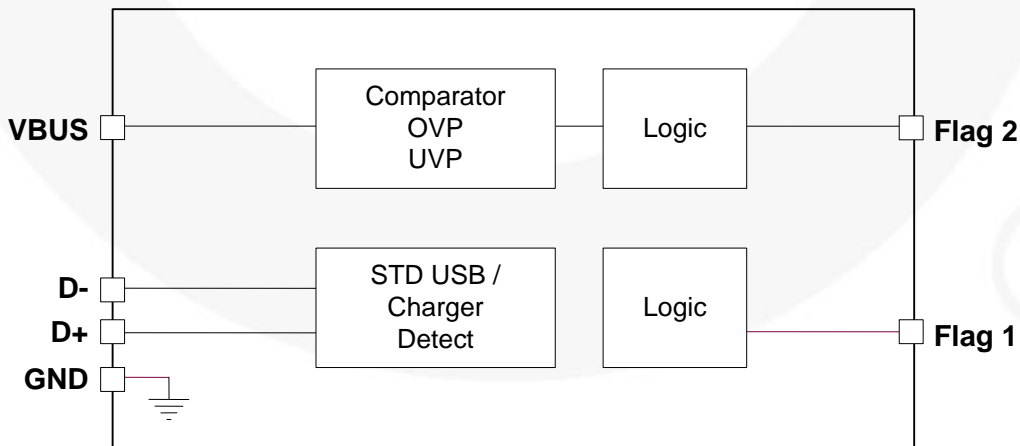 VBUS
Comparator
OVP
UVP
Logic
Flag 2
D-
D+
GND
STD USB /
Charger
Detect
Logic
Flag 1